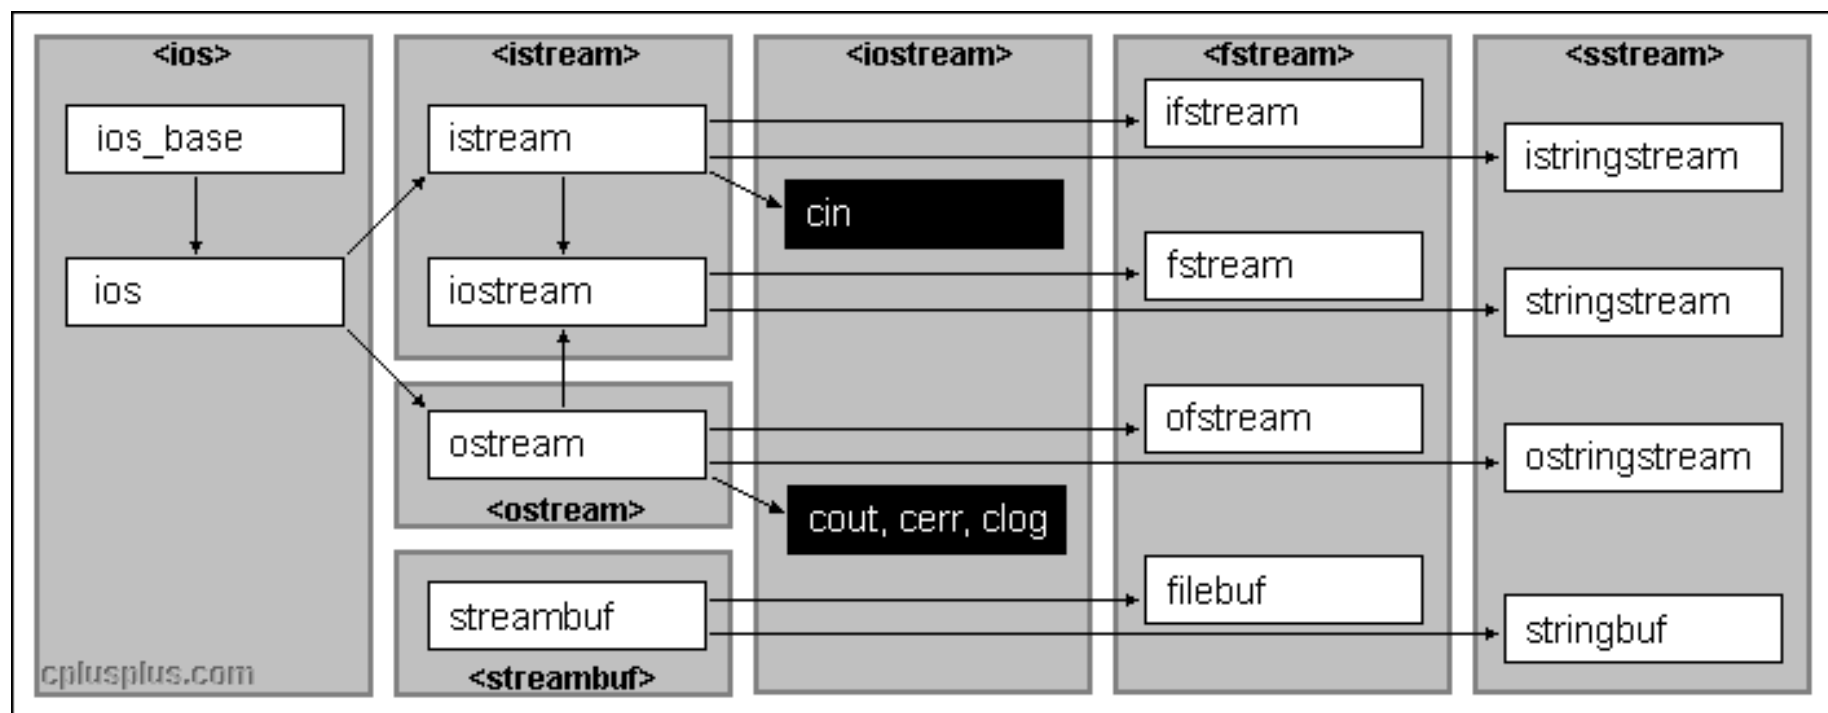 <ios>
ios_base
ios
cplusplus.com
<istream>
istream
iostream
ostream
<ostream>
streambuf
<streambuf>
<iostream>
cin
cout, cerr, clog
<fstream>
ifstream
fstream
ofstream
filebuf
<sstream>
istringstream
stringstream
ostringstream
stringbuf